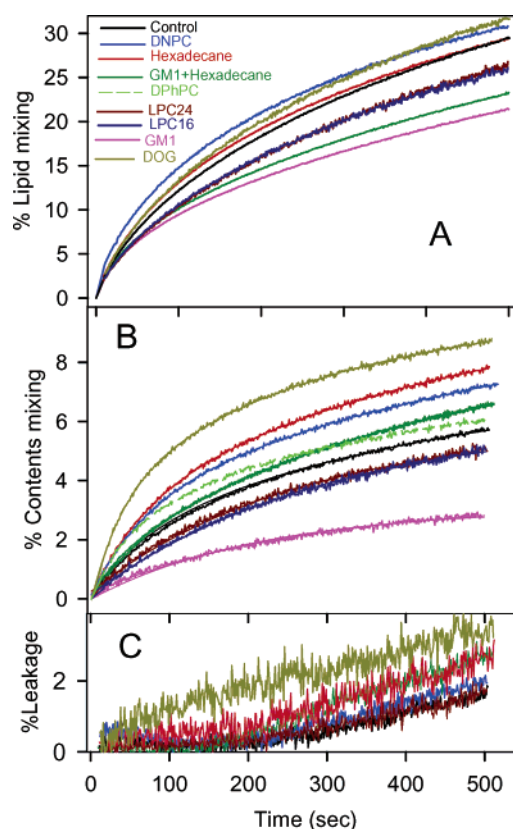 Control
DNPC
Hexadecane
GM1+Hexadecane
DPhPC
LPC24
LPC16
GM1
DOG
A
% Lipid mixing
30
25
20
15
10
5
0
B
% Contents mixing
8
6
4
2
0
C
%Leakage
2
0
0 100 200 300 400 500
Time (sec)